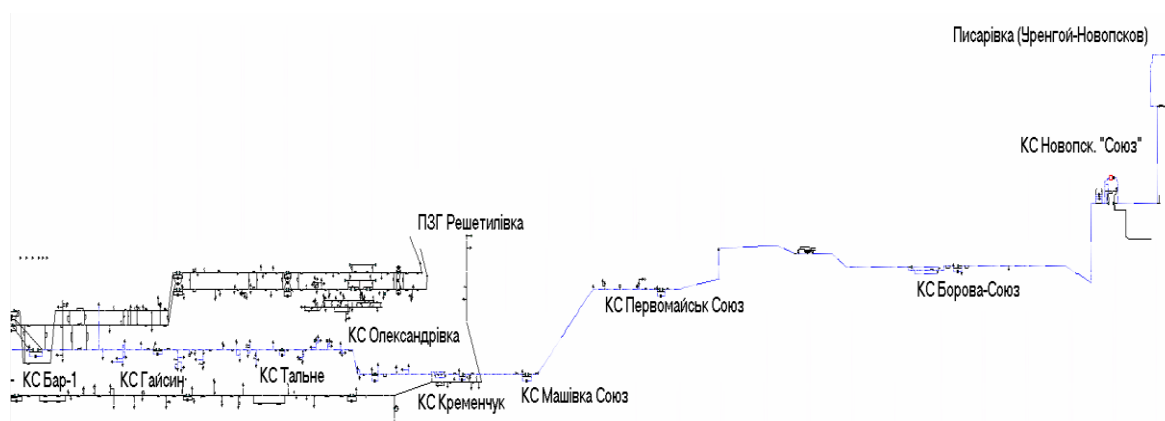 Писарівка (Уренгой-Новопсков)
КС Новопск. "Союз"
ПЗГ Решетилівка
КС Первомайськ Союз
КС Борова-Союз
КС Олександрівка
КС Бар-1
КС Гайсин
КС Тальне
КС Кременчук
КС Машівка Союз